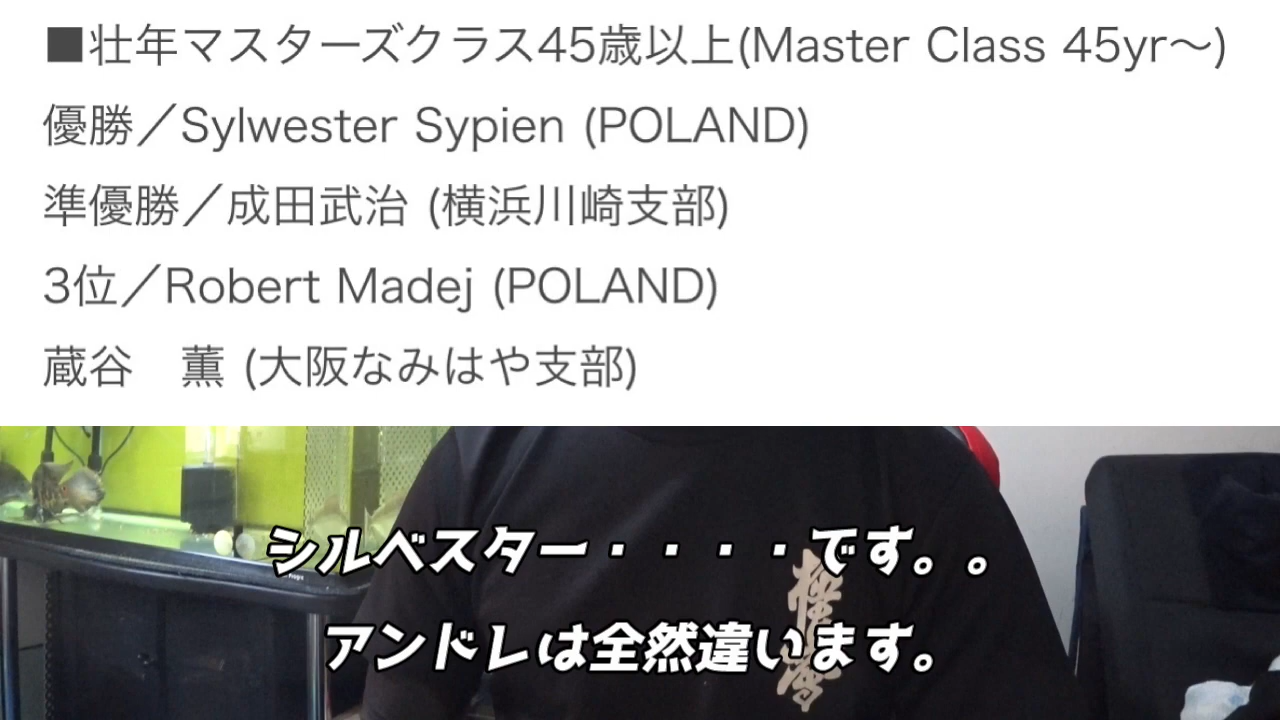 ■壮年マスターズクラス45歳以上(Master Class 45yr〜)
優勝／Sylwester Sypien (POLAND)
準優勝／成田武治 (横浜川崎支部)
3位／Robert Madej (POLAND)
蔵谷　薫 (大阪なみはや支部)
シルベスター・・・・です。。
アンドレは全然違います。